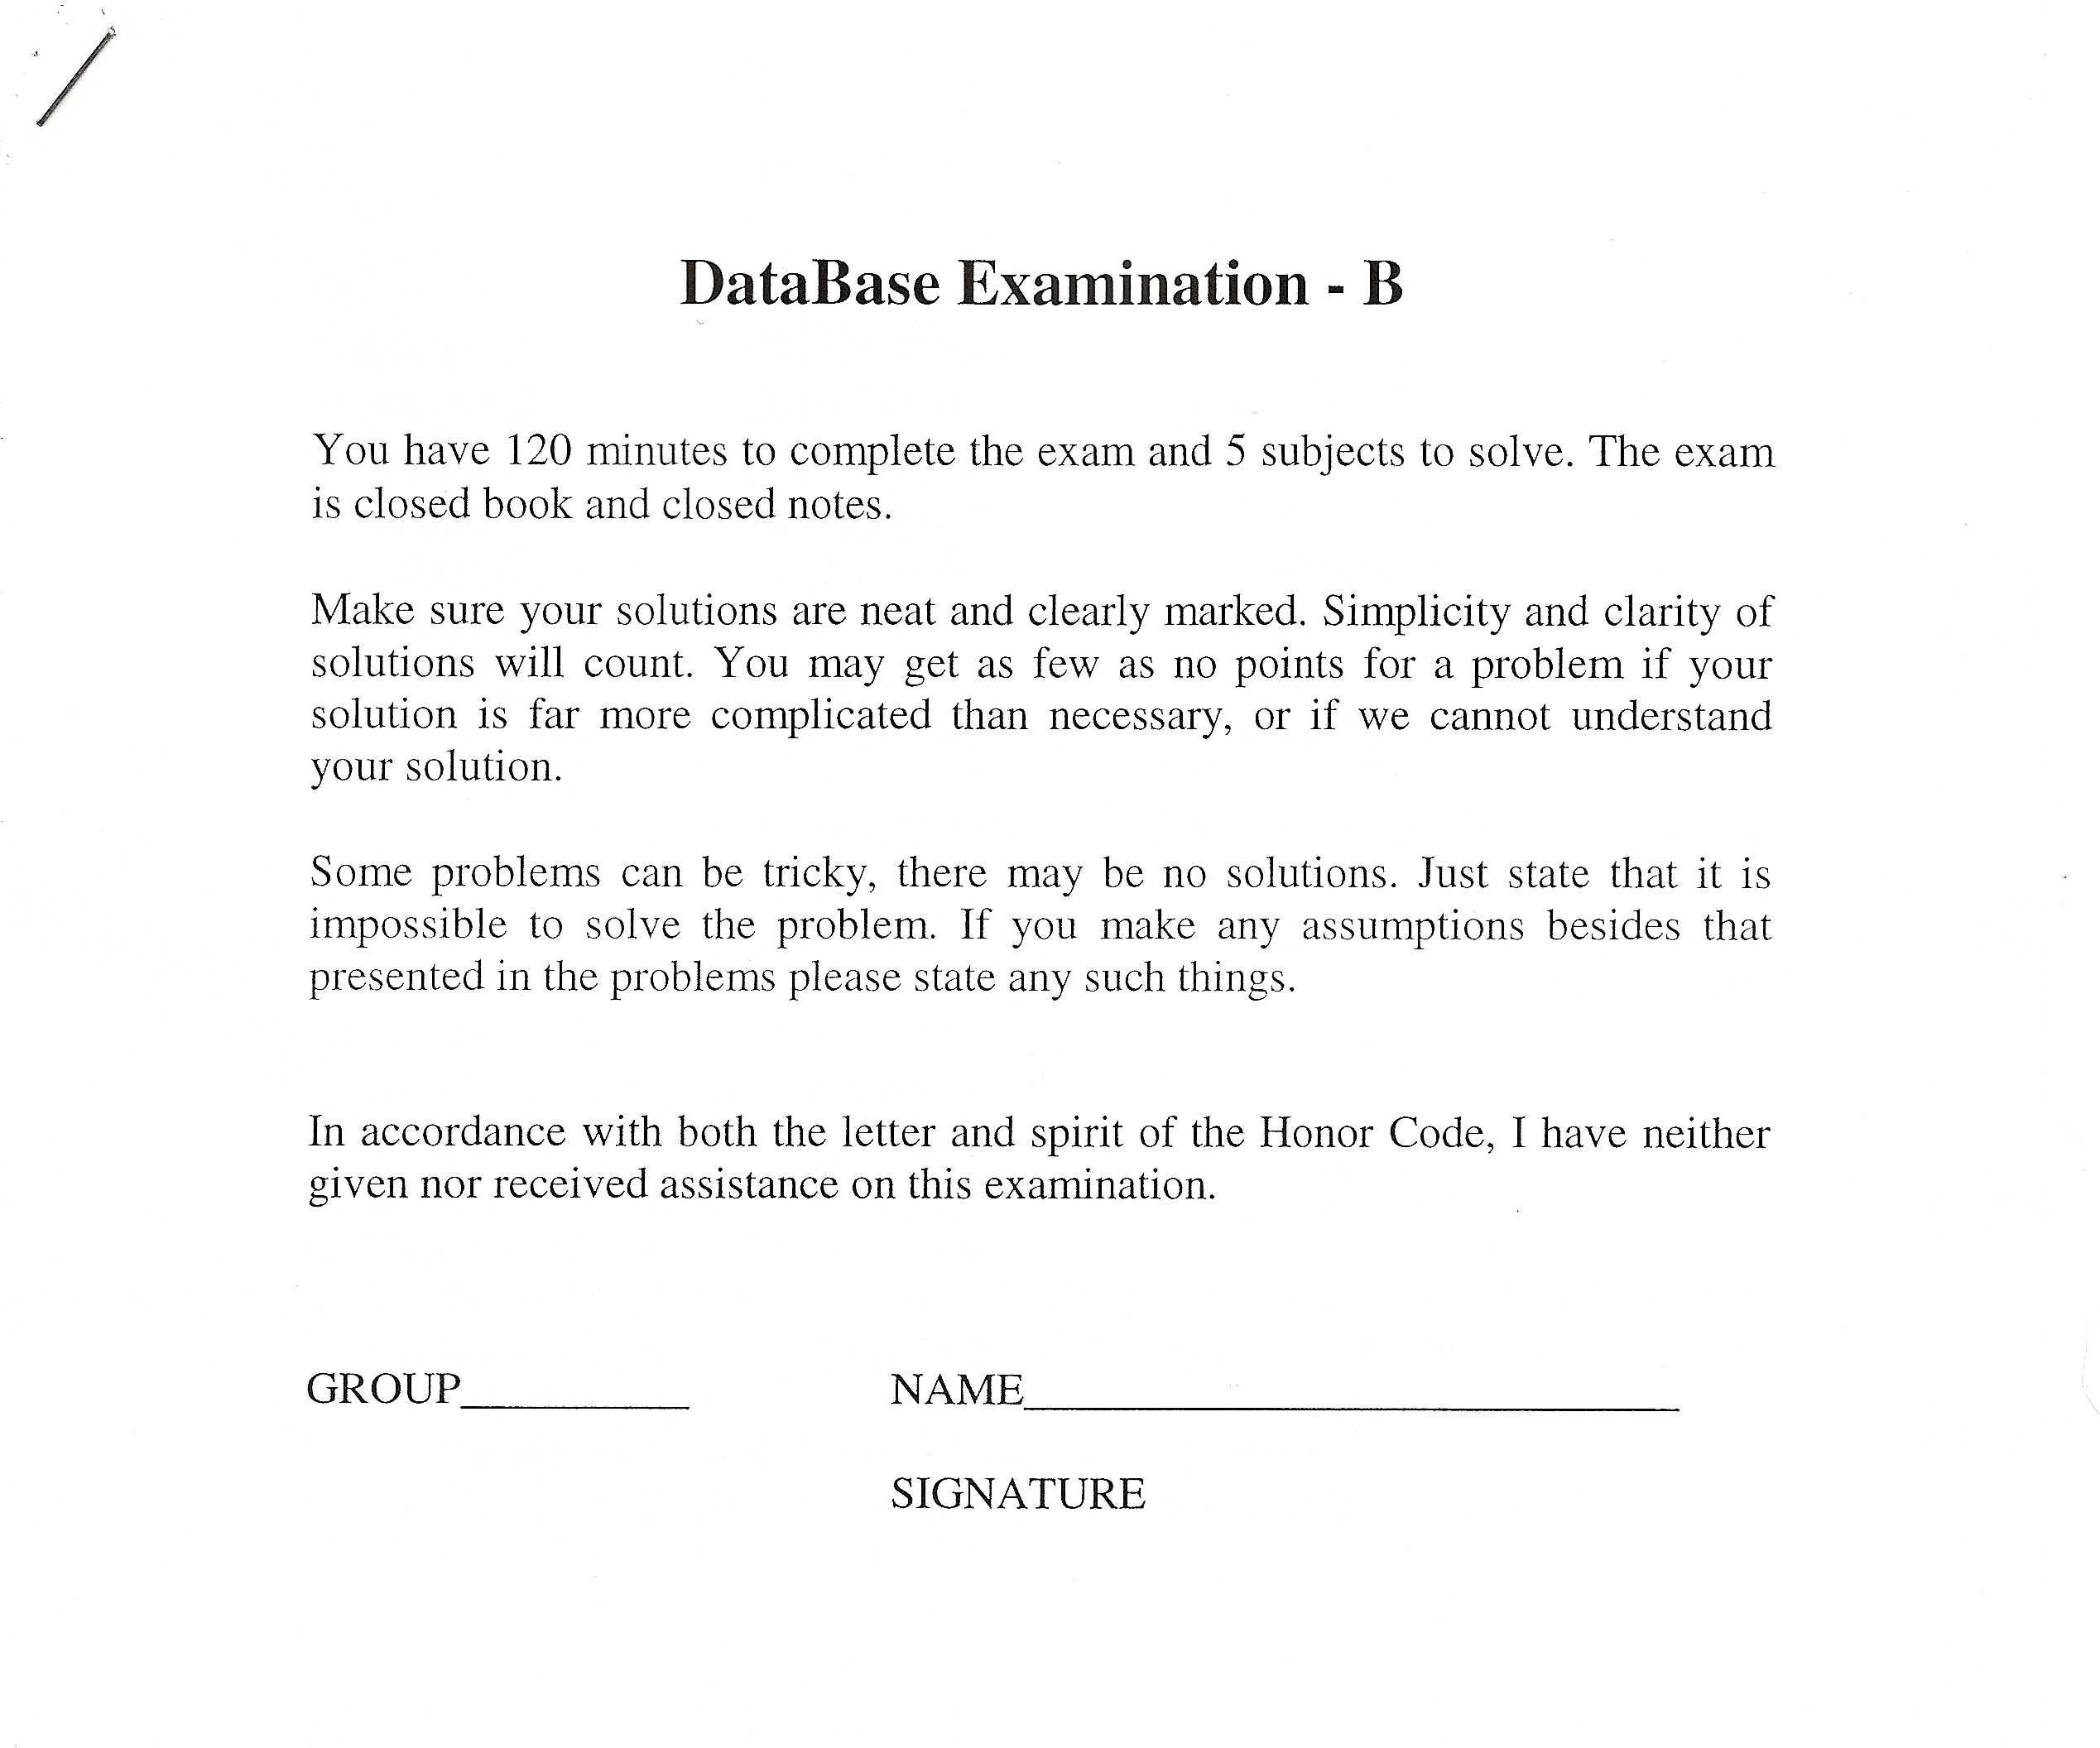 DataBase Examination - B
You have 120 minutes to complete the exam and 5 subjects to solve. The exam
is closed book and closed notes.
Make sure your solutions are neat and clearly marked. Simplicity and clarity of
solutions will count. You may get as few as no points for a problem if your
solution is far more complicated than necessary, or if we cannot understand
your solution.
Some problems can be tricky, there may be no solutions. Just state that it is
impossible to solve the problem. If you make any assumptions besides that
presented in the problems please state any such things.
In accordance with both the letter and spirit of the Honor Code, I have neither
given nor received assistance on this examination.
GROUP__________ NAME____________________________
SIGNATURE